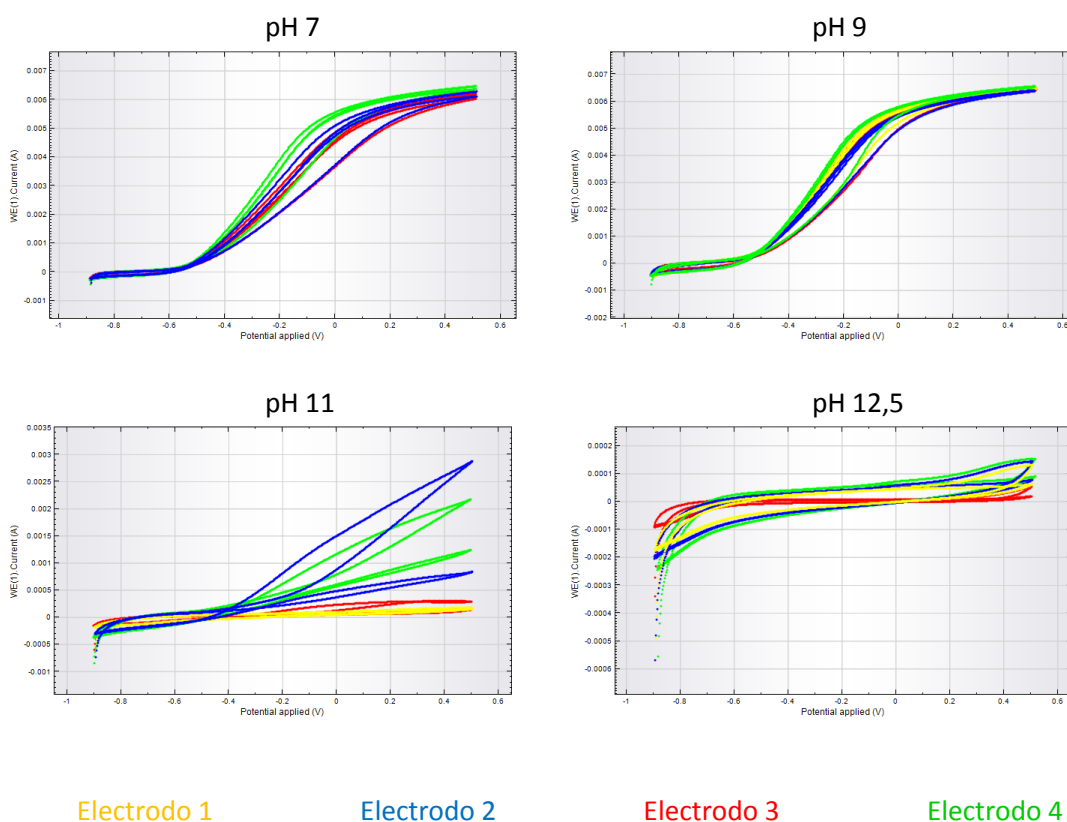 pH 7
pH 9
0.007
0.006
0.005
0.004
0.003
0.002
0.001
0
-0.001
WE(1).Current (A)
-1 -0.8 -0.6 -0.4 -0.2 0 0.2 0.4 0.6
Potential applied (V)
0.007
0.006
0.005
0.004
0.003
0.002
0.001
0
-0.001
-0.002
WE(1).Current (A)
-1 -0.8 -0.6 -0.4 -0.2 0 0.2 0.4 0.6
Potential applied (V)
pH 11
pH 12,5
0.0035
0.003
0.0025
0.002
0.0015
0.001
0.0005
0
-0.0005
-0.001
WE(1).Current (A)
-1 -0.8 -0.6 -0.4 -0.2 0 0.2 0.4 0.6
Potential applied (V)
0.0002
0.0001
0
-0.0001
-0.0002
-0.0003
-0.0004
-0.0005
-0.0006
WE(1).Current (A)
-1 -0.8 -0.6 -0.4 -0.2 0 0.2 0.4 0.6
Potential applied (V)
Electrodo 1 Electrodo 2 Electrodo 3 Electrodo 4